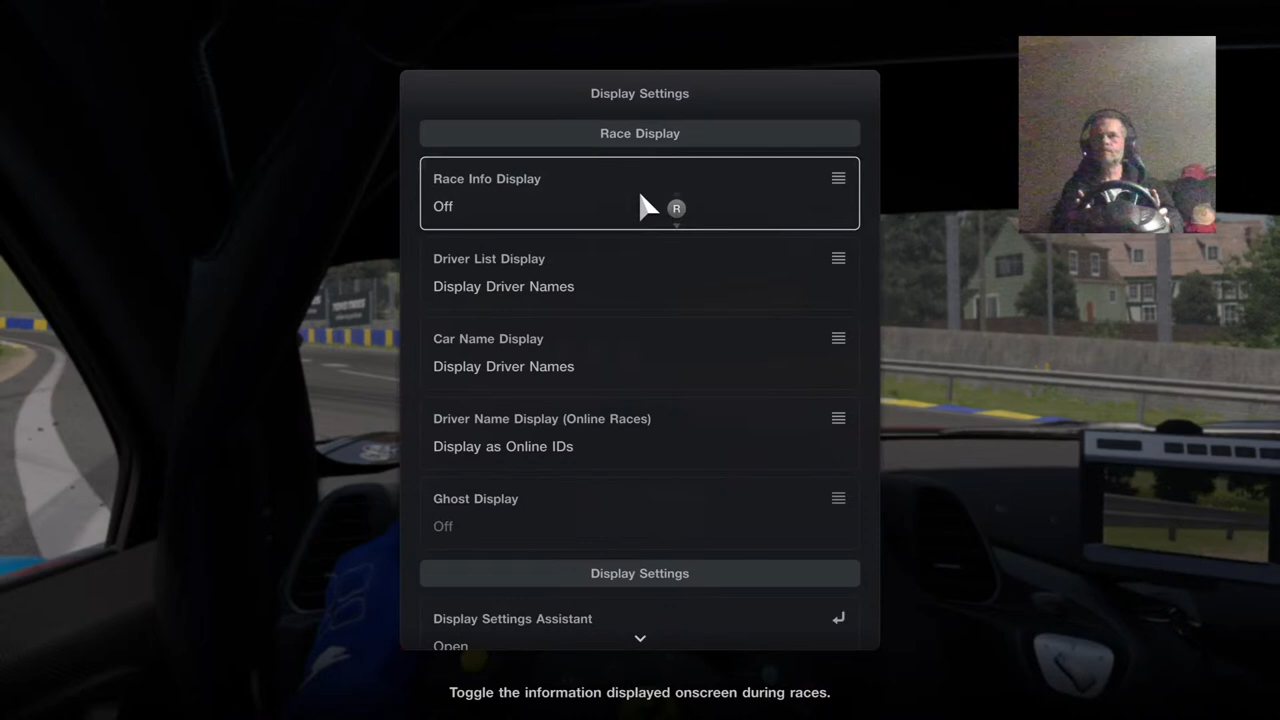 Display Settings
Race Display
Race Info Display
Off
R
Driver List Display
Display Driver Names
Car Name Display
Display Driver Names
Driver Name Display (Online Races)
Display as Online IDs
Ghost Display
Off
Display Settings
Display Settings Assistant
Open
Toggle the information displayed onscreen during races.